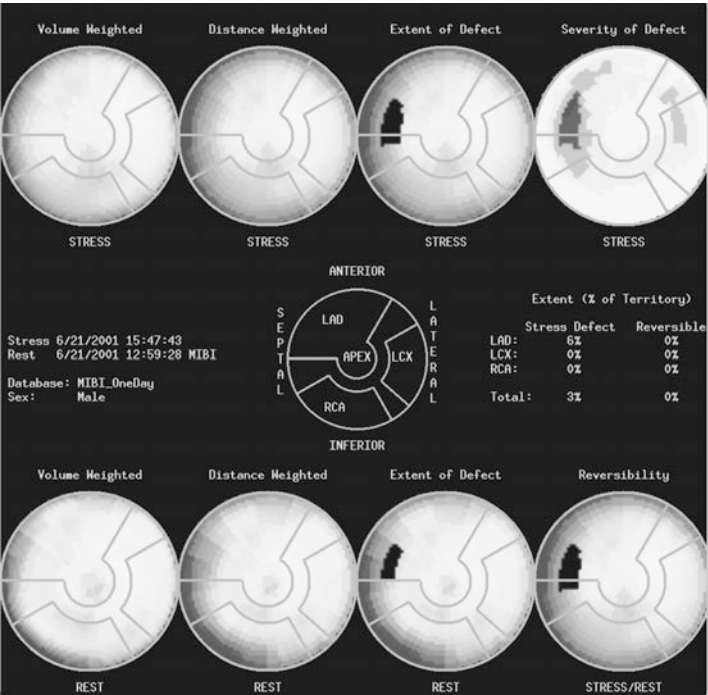 Volume Weighted Distance Weighted Extent of Defect Severity of Defect
STRESS STRESS STRESS STRESS
ANTERIOR
SEPTAL
LATERAL
LAD
APEX
LCX
RCA
INFERIOR
Stress 6/21/2001 15:47:43
Rest 6/21/2001 12:59:28 MIBI
Database: MIBI_OneDay
Sex: Male
Extent (% of Territory)
Stress Defect Reversible
LAD: 6% 0%
LCX: 0% 0%
RCA: 0% 0%
Total: 3% 0%
Volume Weighted Distance Weighted Extent of Defect Reversibility
REST REST REST STRESS/REST